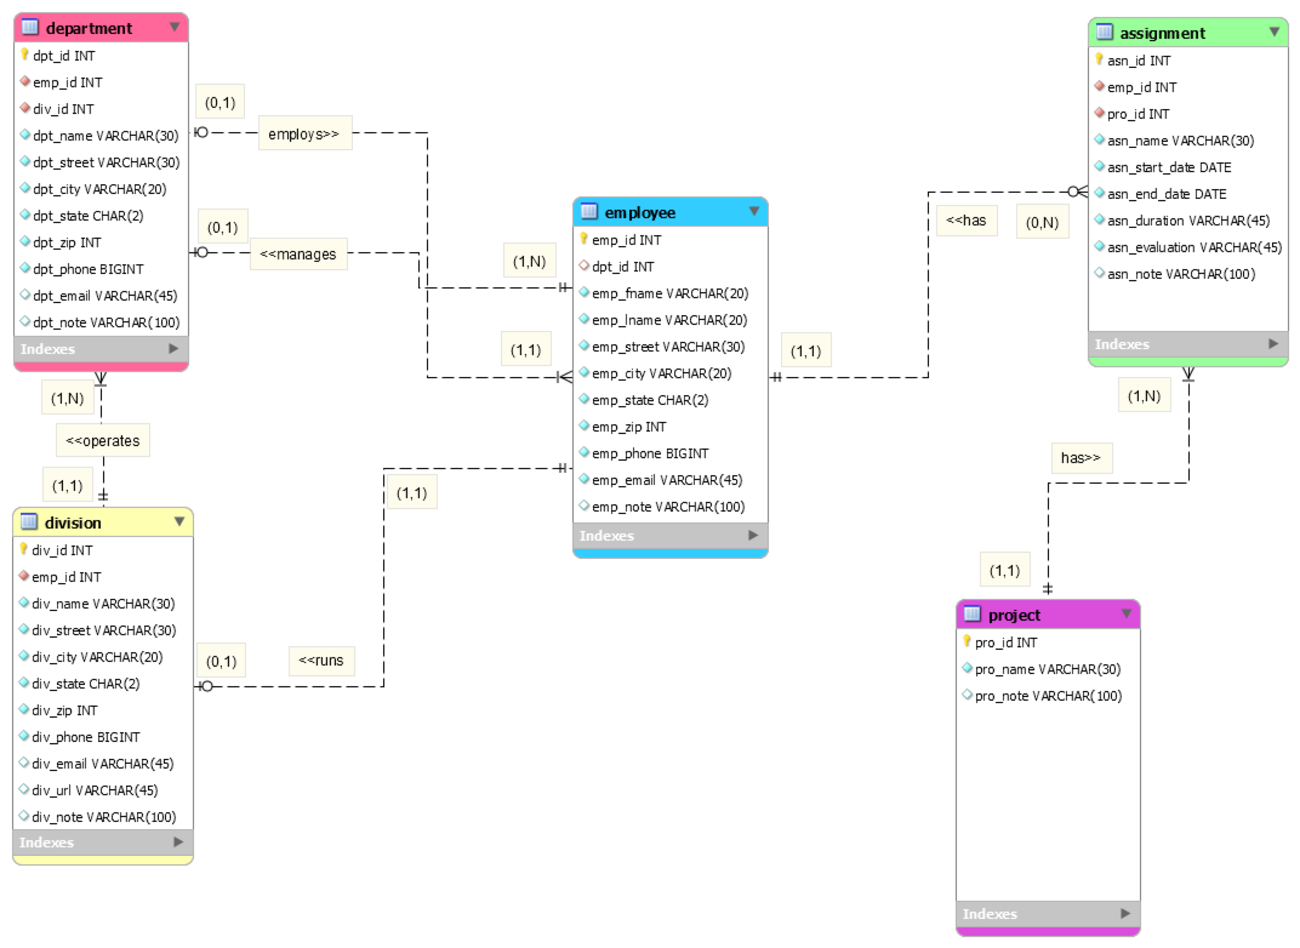 department
dpt_id INT
emp_id INT
div_id INT
dpt_name VARCHAR(30)
dpt_street VARCHAR(30)
dpt_city VARCHAR(20)
dpt_state CHAR(2)
dpt_zip INT
dpt_phone BIGINT
dpt_email VARCHAR(45)
dpt_note VARCHAR(100)
Indexes
(0,1)
employs>>
(0,1)
<<manages
(1,N)
(1,1)
employee
emp_id INT
dpt_id INT
emp_fname VARCHAR(20)
emp_lname VARCHAR(20)
emp_street VARCHAR(30)
emp_city VARCHAR(20)
emp_state CHAR(2)
emp_zip INT
emp_phone BIGINT
emp_email VARCHAR(45)
emp_note VARCHAR(100)
Indexes
(1,1)
<<has
(0,N)
assignment
asn_id INT
emp_id INT
pro_id INT
asn_name VARCHAR(30)
asn_start_date DATE
asn_end_date DATE
asn_duration VARCHAR(45)
asn_evaluation VARCHAR(45)
asn_note VARCHAR(100)
Indexes
(1,N)
has>>
(1,1)
project
pro_id INT
pro_name VARCHAR(30)
pro_note VARCHAR(100)
Indexes
(1,N)
<<operates
(1,1)
division
div_id INT
emp_id INT
div_name VARCHAR(30)
div_street VARCHAR(30)
div_city VARCHAR(20)
div_state CHAR(2)
div_zip INT
div_phone BIGINT
div_email VARCHAR(45)
div_url VARCHAR(45)
div_note VARCHAR(100)
Indexes
(0,1)
<<runs
(1,1)